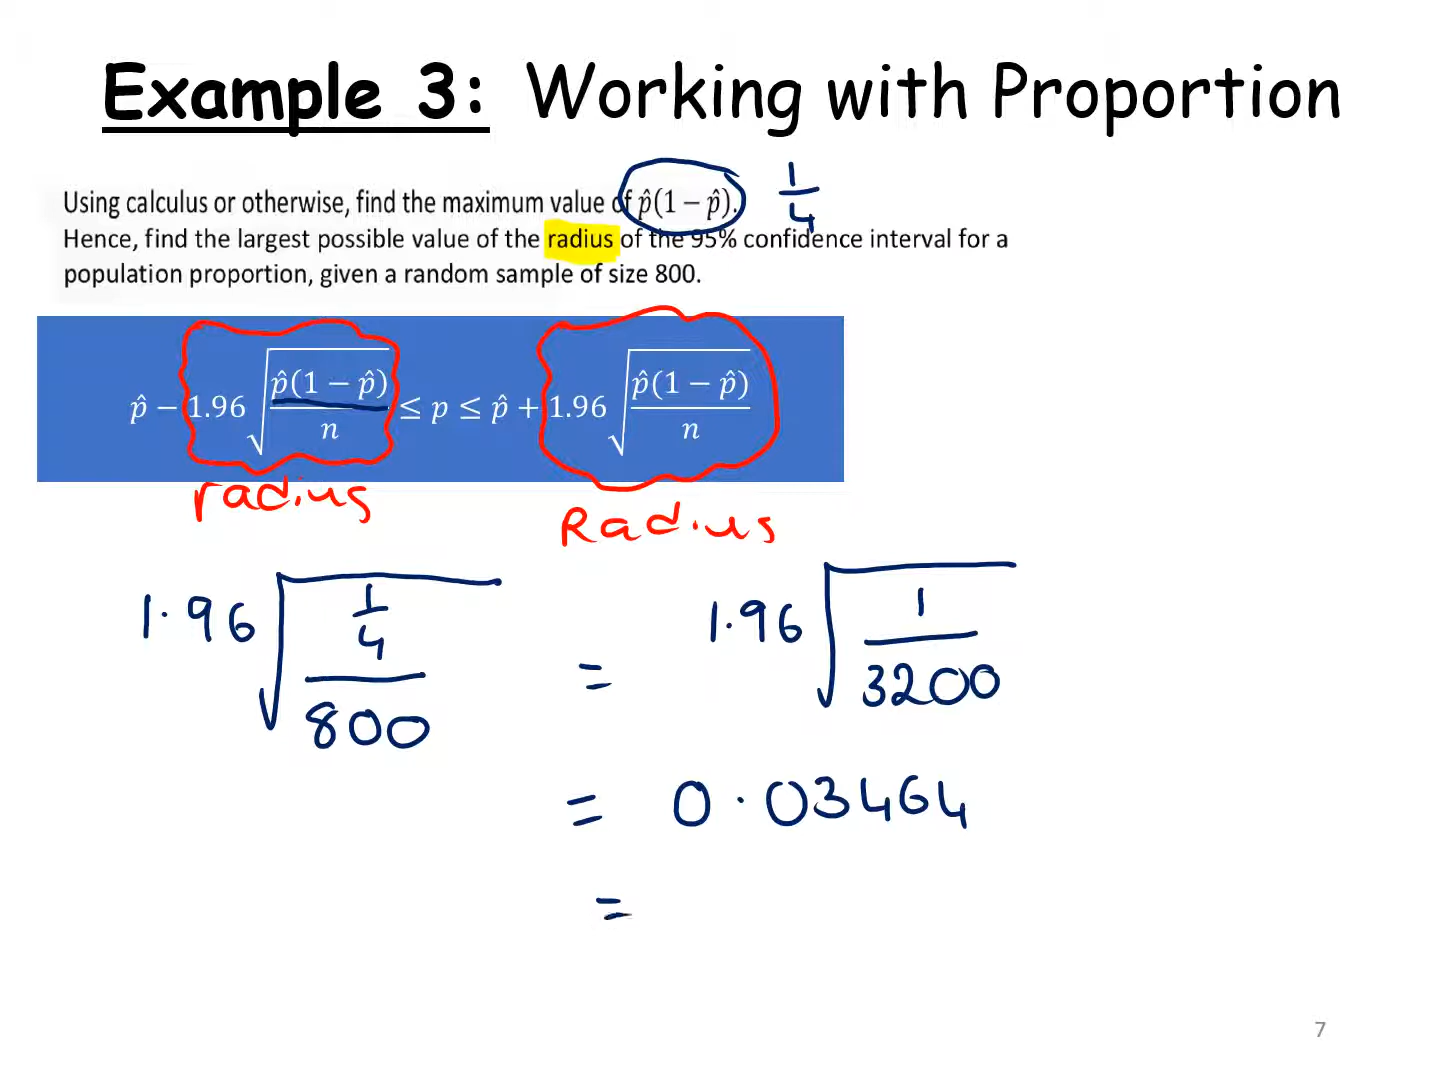 Example 3: Working with Proportion
Using calculus or otherwise, find the maximum value of p̂(1 − p̂). 1/4
Hence, find the largest possible value of the radius of the 95% confidence interval for a
population proportion, given a random sample of size 800.
p̂ − 1.96 √(p̂(1 − p̂)/n) ≤ p ≤ p̂ + 1.96 √(p̂(1 − p̂)/n)
radius Radius
1.96 √((1/4)/800) = 1.96 √(1/3200)
= 0.03464
=
7